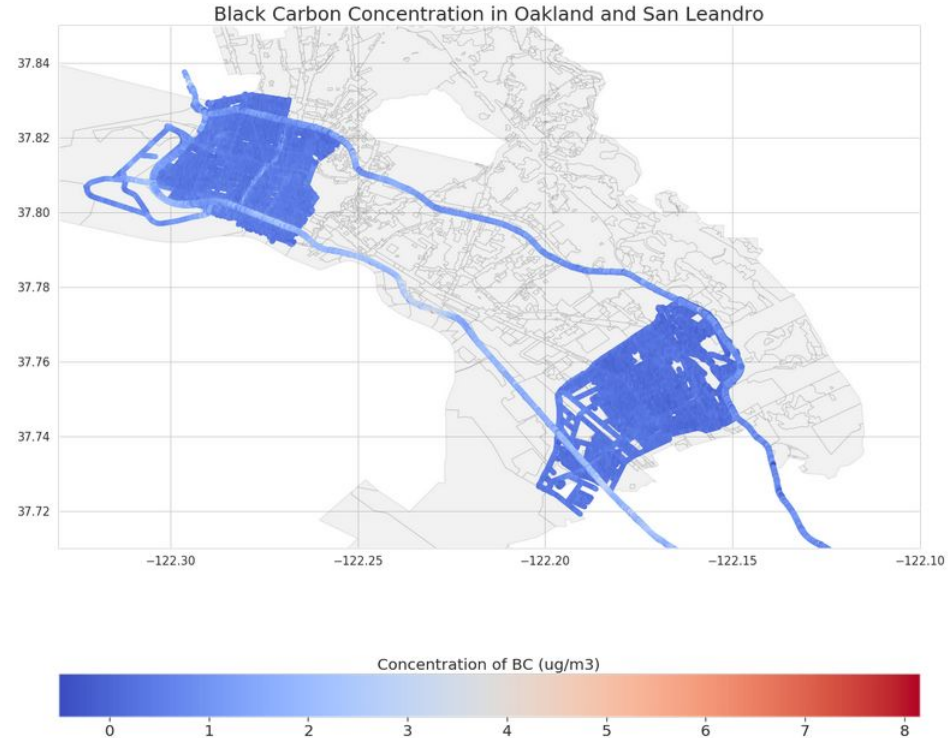 Black Carbon Concentration in Oakland and San Leandro
37.84
37.82
37.80
37.78
37.76
37.74
37.72
−122.30 −122.25 −122.20 −122.15 −122.10
Concentration of BC (ug/m3)
0 1 2 3 4 5 6 7 8